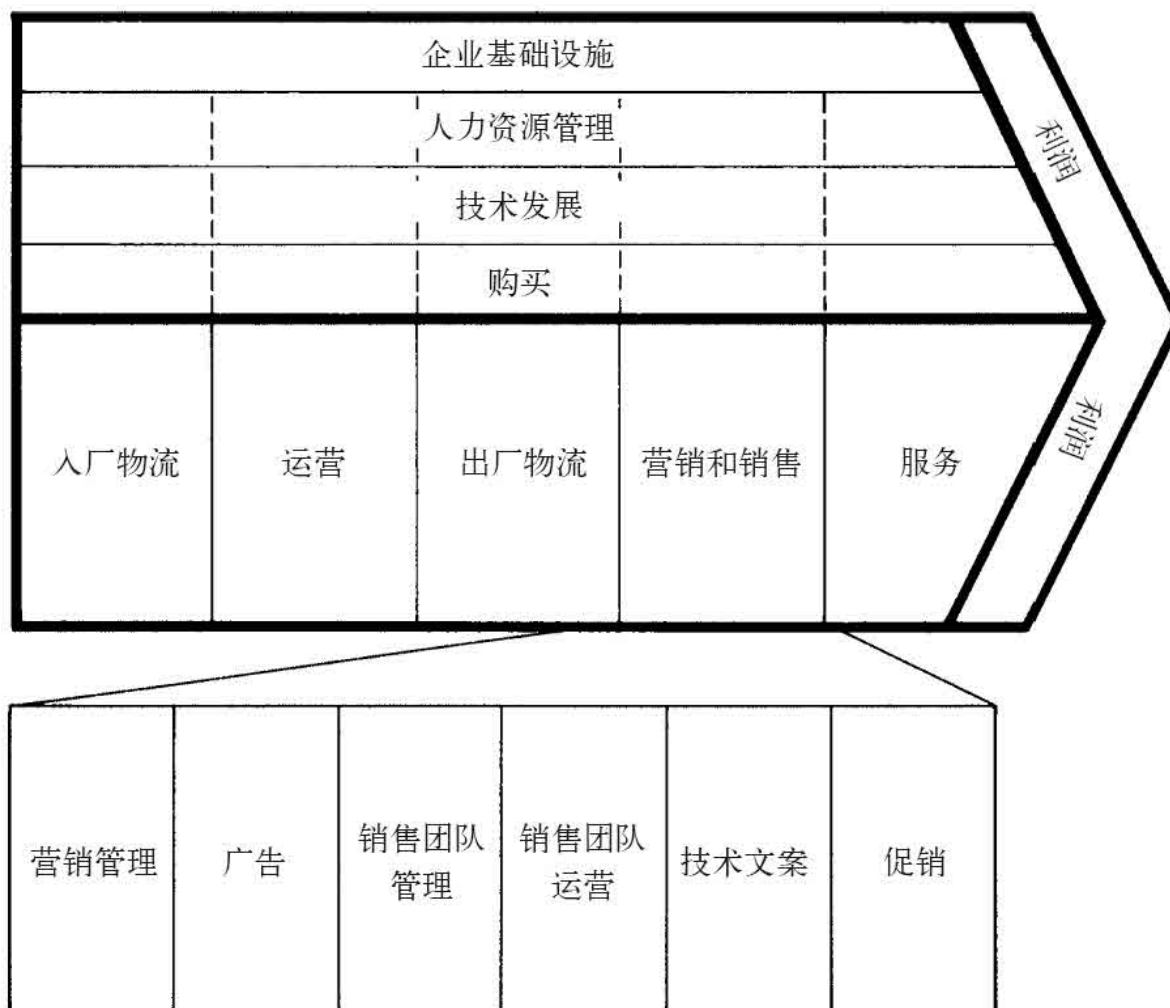 企业基础设施
人力资源管理
技术发展
购买
利润
入厂物流
运营
出厂物流
营销和销售
服务
利润
营销管理
广告
销售团队
管理
销售团队
运营
技术文案
促销